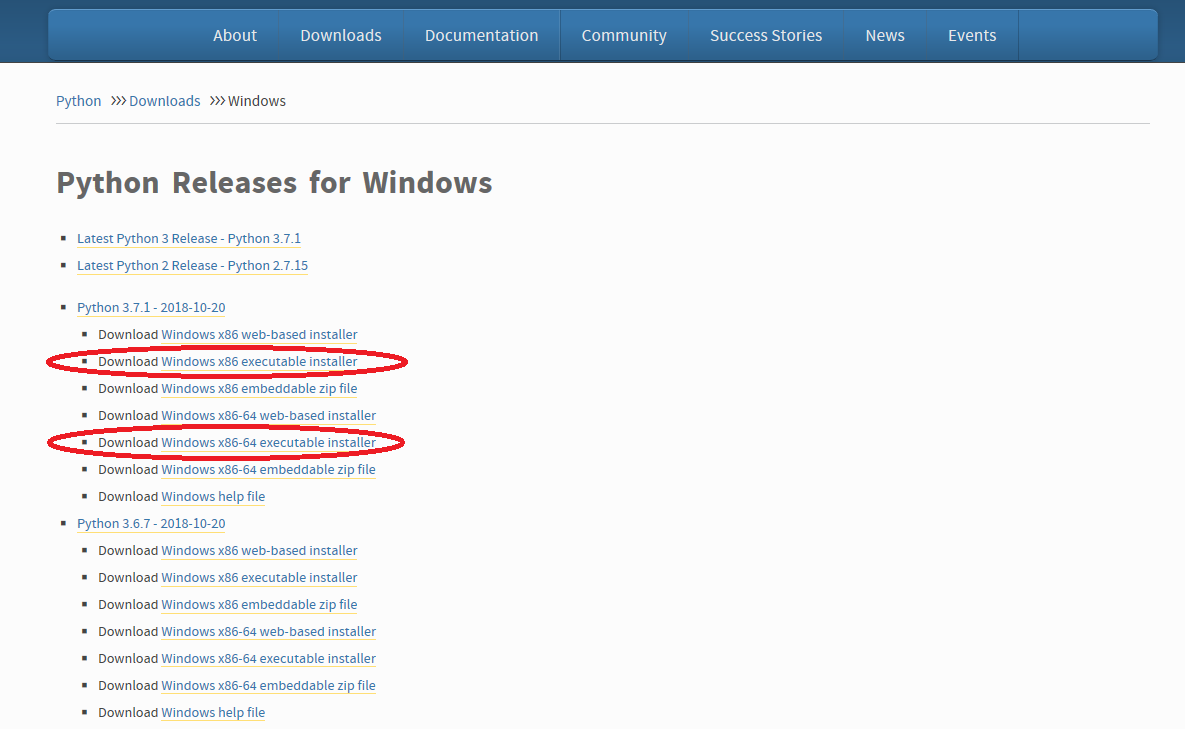 About Downloads Documentation Community Success Stories News Events
Python >>> Downloads >>> Windows
Python Releases for Windows
Latest Python 3 Release - Python 3.7.1
Latest Python 2 Release - Python 2.7.15
Python 3.7.1 - 2018-10-20
Download Windows x86 web-based installer
Download Windows x86 executable installer
Download Windows x86 embeddable zip file
Download Windows x86-64 web-based installer
Download Windows x86-64 executable installer
Download Windows x86-64 embeddable zip file
Download Windows help file
Python 3.6.7 - 2018-10-20
Download Windows x86 web-based installer
Download Windows x86 executable installer
Download Windows x86 embeddable zip file
Download Windows x86-64 web-based installer
Download Windows x86-64 executable installer
Download Windows x86-64 embeddable zip file
Download Windows help file